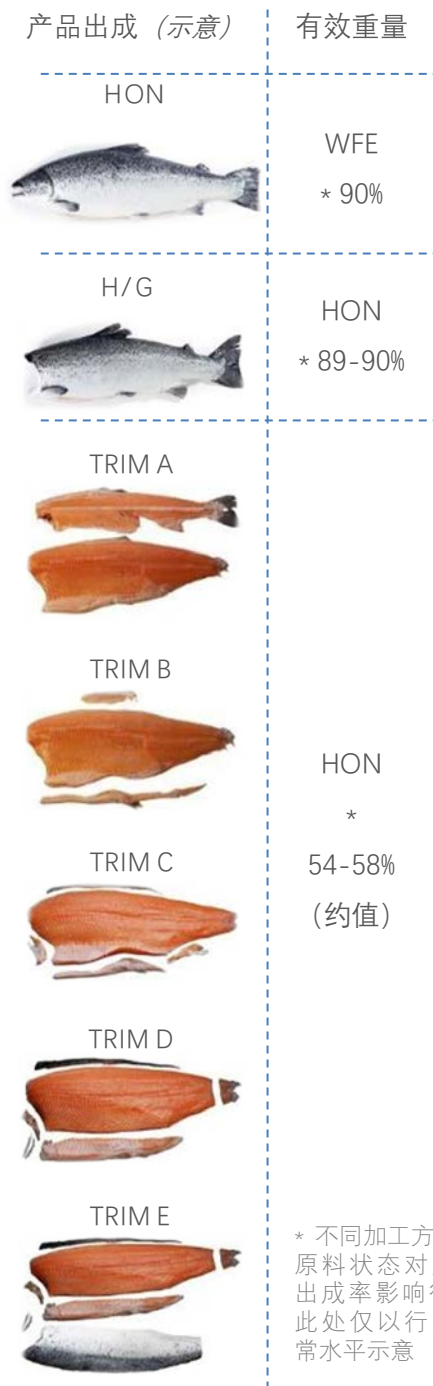 产品出成（示意） 有效重量
HON
WFE
* 90%
H/G
HON
* 89-90%
TRIM A
TRIM B
HON
*
54-58%
（约值）
TRIM C
TRIM D
TRIM E
* 不同加工方
原料状态对
出成率影响
此处仅以行
常水平示意